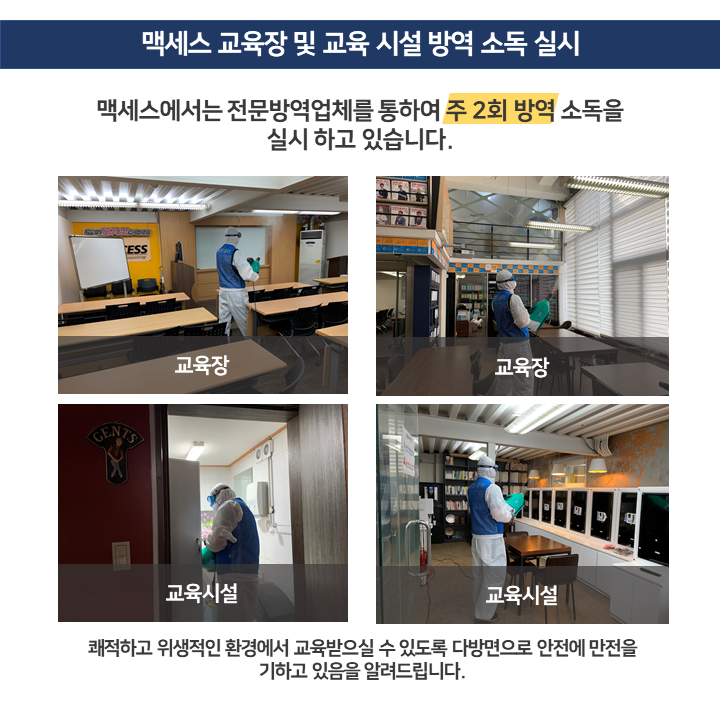 맥세스 교육장 및 교육 시설 방역 소독 실시
맥세스에서는 전문방역업체를 통하여 주 2회 방역 소독을
실시 하고 있습니다.
CESS
교육장
교육장
GENTS
교육시설
교육시설
쾌적하고 위생적인 환경에서 교육받으실 수 있도록 다방면으로 안전에 만전을
기하고 있음을 알려드립니다.